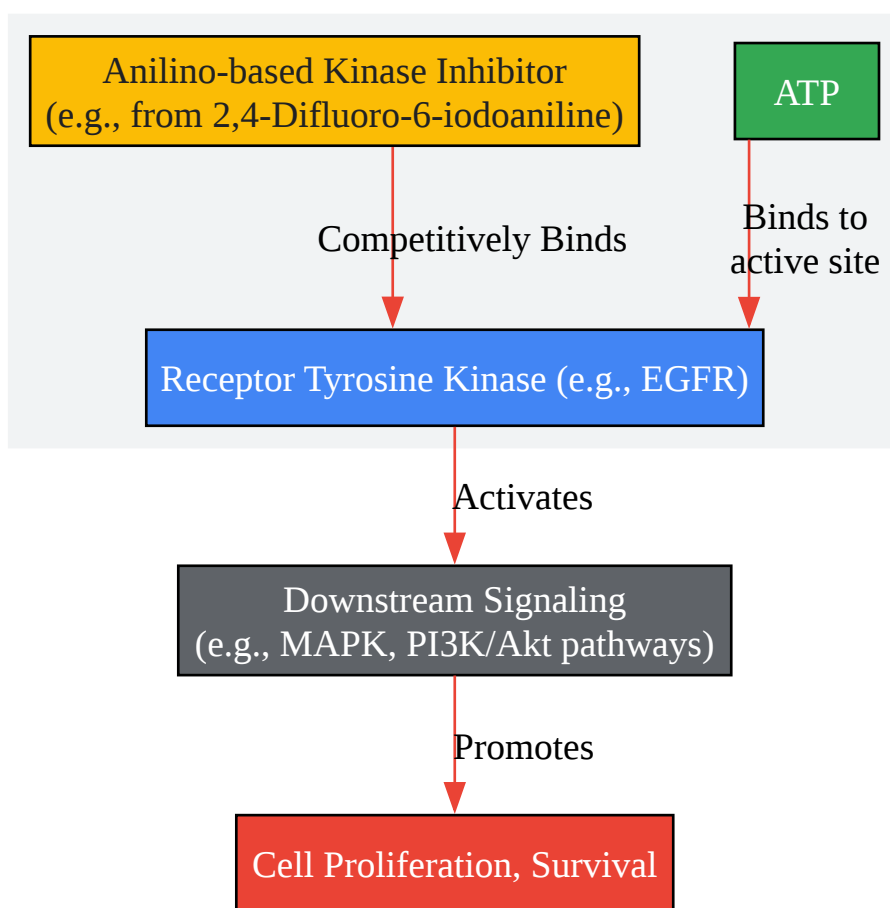 Anilino-based Kinase Inhibitor
(e.g., from 2,4-Difluoro-6-iodoaniline)
ATP
Competitively Binds
Binds to
active site
Receptor Tyrosine Kinase (e.g., EGFR)
Activates
Downstream Signaling
(e.g., MAPK, PI3K/Akt pathways)
Promotes
Cell Proliferation, Survival